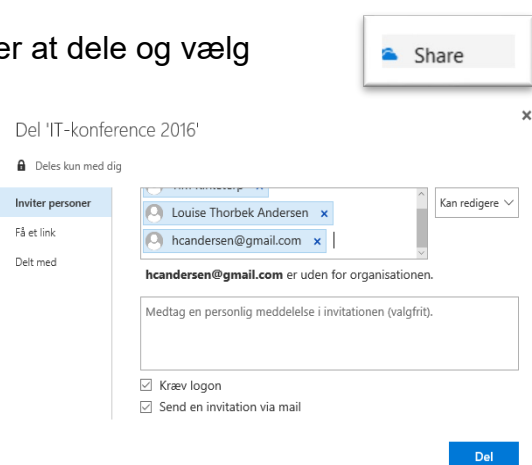 er at dele og vælg
Share
Del 'IT-konference 2016'
Deles kun med dig
Inviter personer
Få et link
Delt med
Kan redigere
Louise Thorbek Andersen x
hcandersen@gmail.com x
hcandersen@gmail.com er uden for organisationen.
Medtag en personlig meddelelse i invitationen (valgfrit).
Kræv logon
Send en invitation via mail
Del